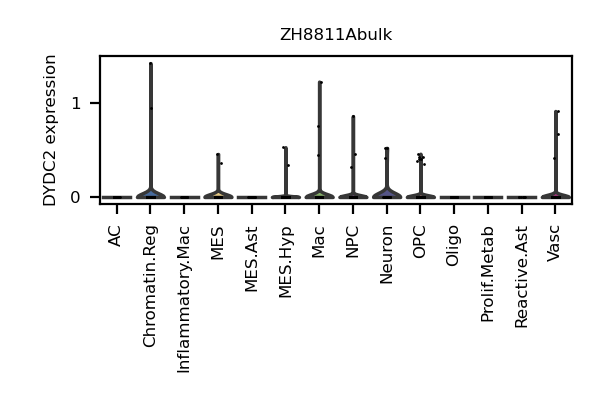 ZH8811Abulk
DYDC2 expression
1
0
AC
Chromatin.Reg
Inflammatory.Mac
MES
MES.Ast
MES.Hyp
Mac
NPC
Neuron
OPC
Oligo
Prolif.Metab
Reactive.Ast
Vasc